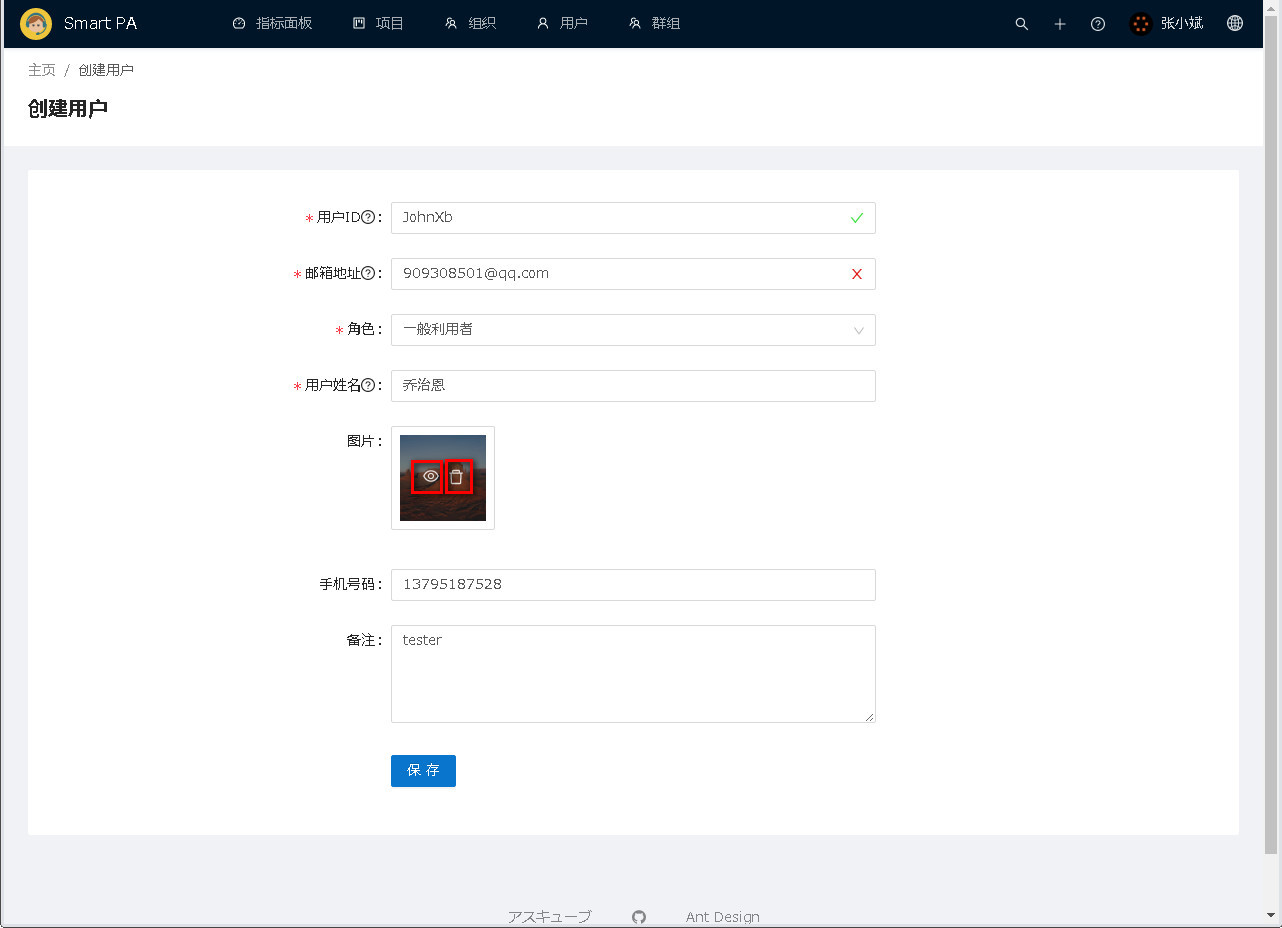 Smart PA 指标面板 项目 组织 用户 群组 张小斌
主页 / 创建用户
创建用户
* 用户ID: JohnXb
* 邮箱地址: 909308501@qq.com
* 角色: 一般利用者
* 用户姓名: 乔治恩
图片:
手机号码: 13795187528
备注: tester
保 存
アスキューブ Ant Design